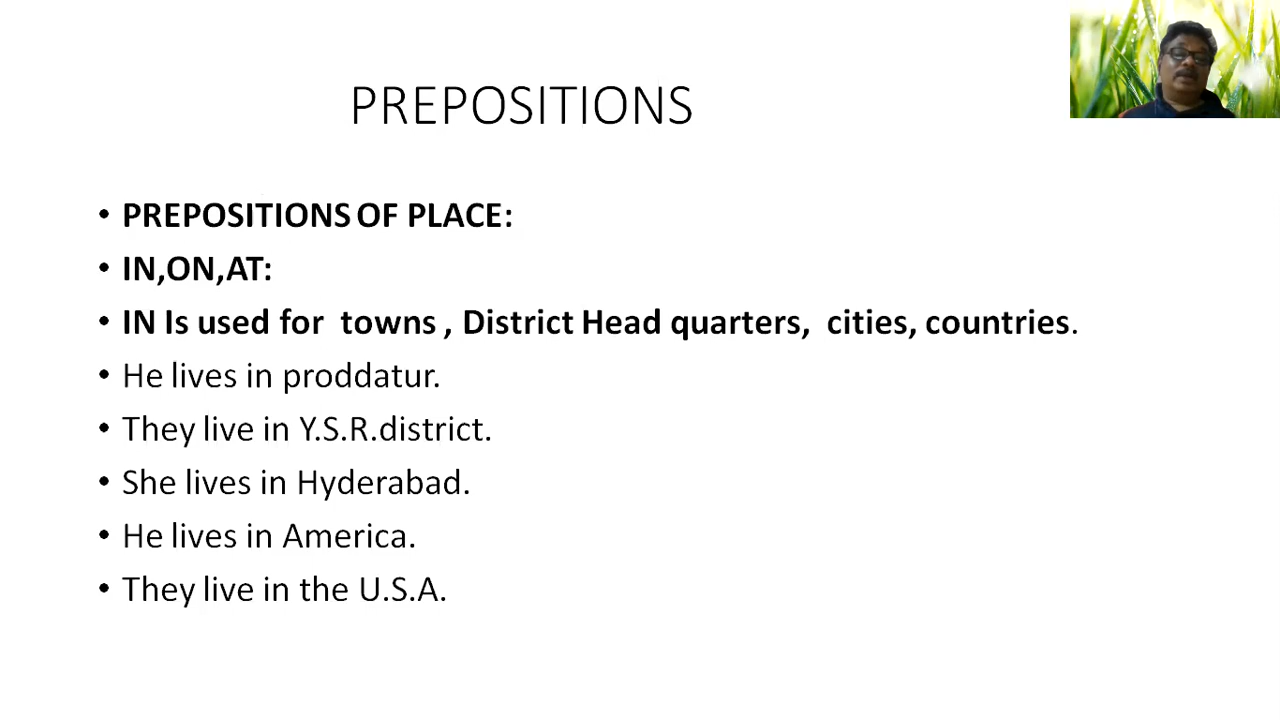 PREPOSITIONS
• PREPOSITIONS OF PLACE:
• IN,ON,AT:
• IN Is used for towns , District Head quarters, cities, countries.
• He lives in proddatur.
• They live in Y.S.R.district.
• She lives in Hyderabad.
• He lives in America.
• They live in the U.S.A.